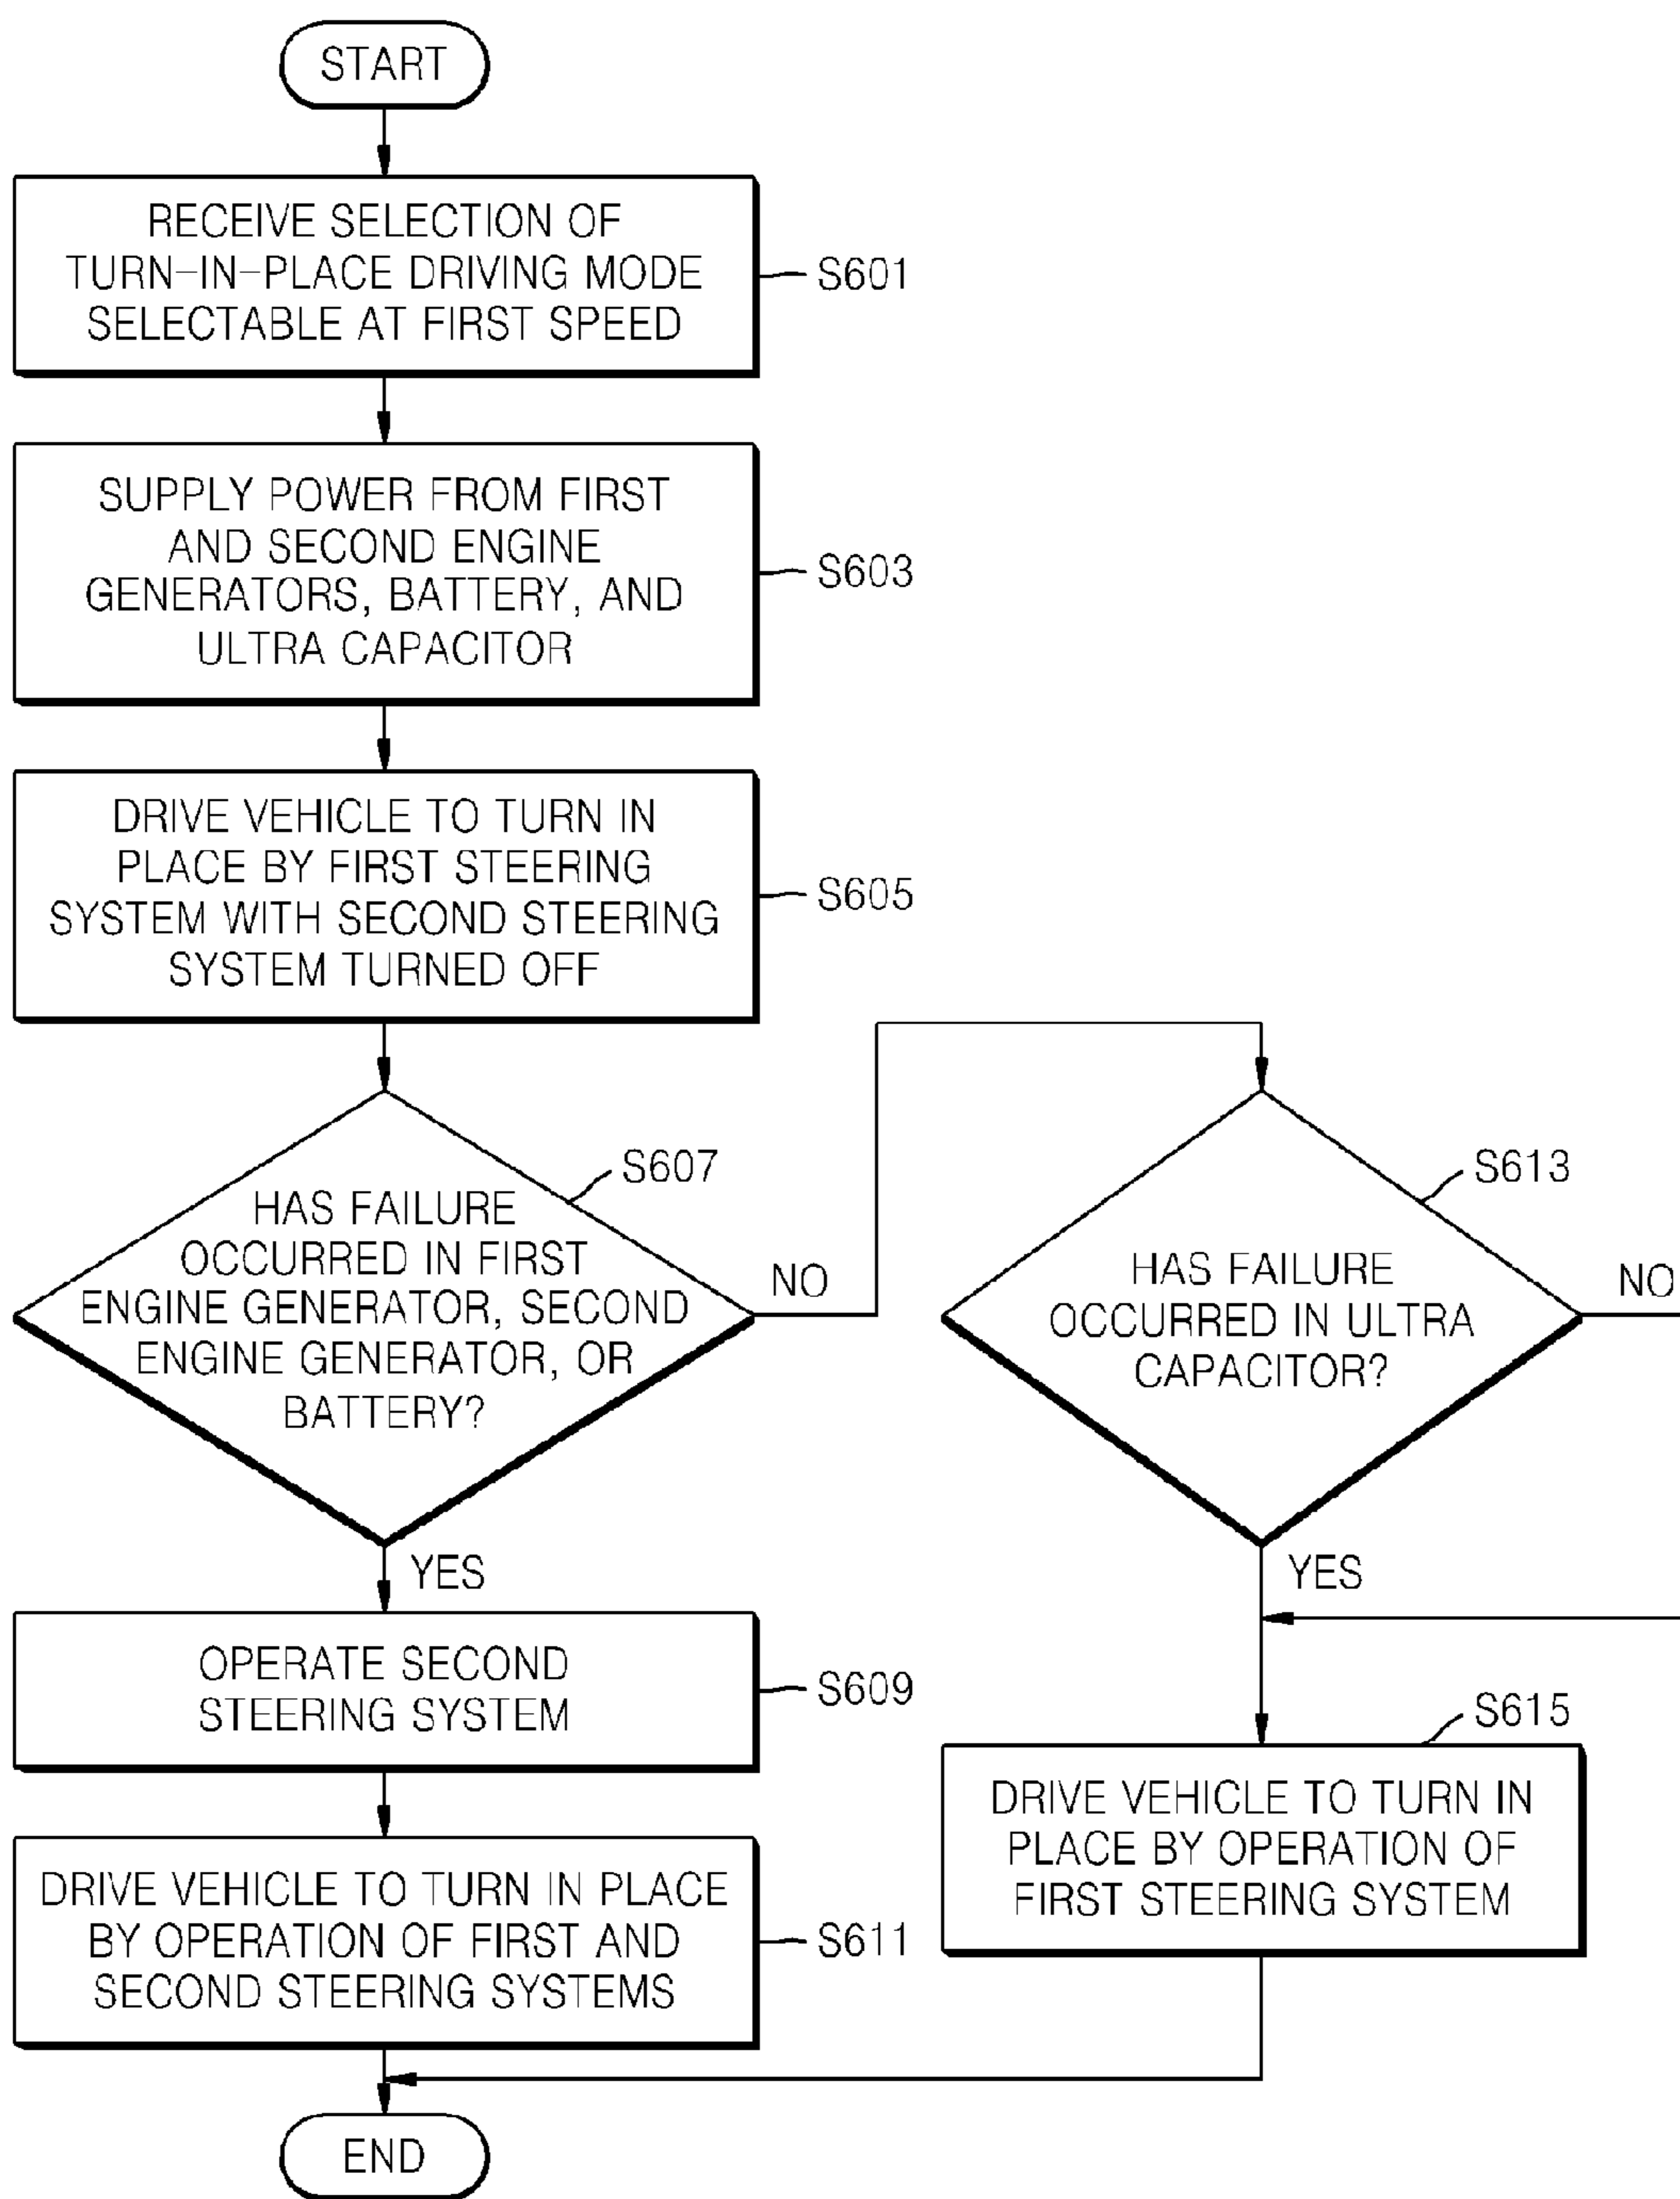 START
RECEIVE SELECTION OF
TURN-IN-PLACE DRIVING MODE
SELECTABLE AT FIRST SPEED
S601
SUPPLY POWER FROM FIRST
AND SECOND ENGINE
GENERATORS, BATTERY, AND
ULTRA CAPACITOR
S603
DRIVE VEHICLE TO TURN IN
PLACE BY FIRST STEERING
SYSTEM WITH SECOND STEERING
SYSTEM TURNED OFF
S605
S607
HAS FAILURE
OCCURRED IN FIRST
ENGINE GENERATOR, SECOND
ENGINE GENERATOR, OR
BATTERY?
NO
YES
S613
HAS FAILURE
OCCURRED IN ULTRA
CAPACITOR?
NO
YES
OPERATE SECOND
STEERING SYSTEM
S609
DRIVE VEHICLE TO TURN IN PLACE
BY OPERATION OF FIRST AND
SECOND STEERING SYSTEMS
S611
S615
DRIVE VEHICLE TO TURN IN
PLACE BY OPERATION OF
FIRST STEERING SYSTEM
END